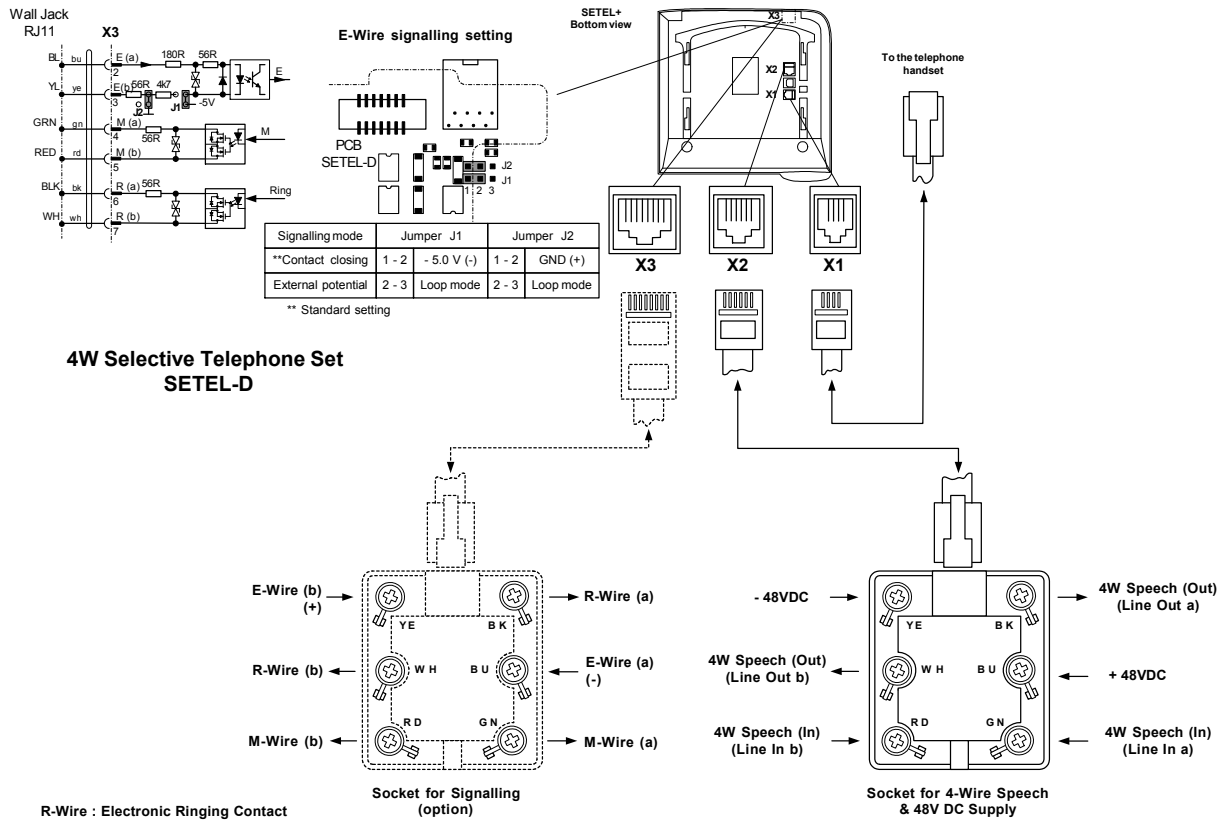 Wall Jack
RJ11
X3
BL
bu
E (a)
2
180R
56R
E
YL
ye
E(b)
3
56R
4k7
J2
J1
-5V
GRN
gn
M (a)
4
56R
M
RED
rd
M (b)
5
BLK
bk
R (a)
6
56R
Ring
WH
wh
R (b)
7
E-Wire signalling setting
PCB
SETEL-D
J2
J1
1 2 3
SETEL+
Bottom view
X3
X2
X1
To the telephone
handset
Signalling mode Jumper J1 Jumper J2
**Contact closing 1 - 2 - 5.0 V (-) 1 - 2 GND (+)
External potential 2 - 3 Loop mode 2 - 3 Loop mode
** Standard setting
X3 X2 X1
4W Selective Telephone Set
SETEL-D
E-Wire (b)
(+)
R-Wire (a)
YE
BK
R-Wire (b)
WH
BU
E-Wire (a)
(-)
RD
GN
M-Wire (b)
M-Wire (a)
Socket for Signalling
(option)
- 48VDC
4W Speech (Out)
(Line Out a)
YE
BK
4W Speech (Out)
(Line Out b)
WH
BU
+ 48VDC
RD
GN
4W Speech (In)
(Line In b)
4W Speech (In)
(Line In a)
Socket for 4-Wire Speech
& 48V DC Supply
R-Wire : Electronic Ringing Contact